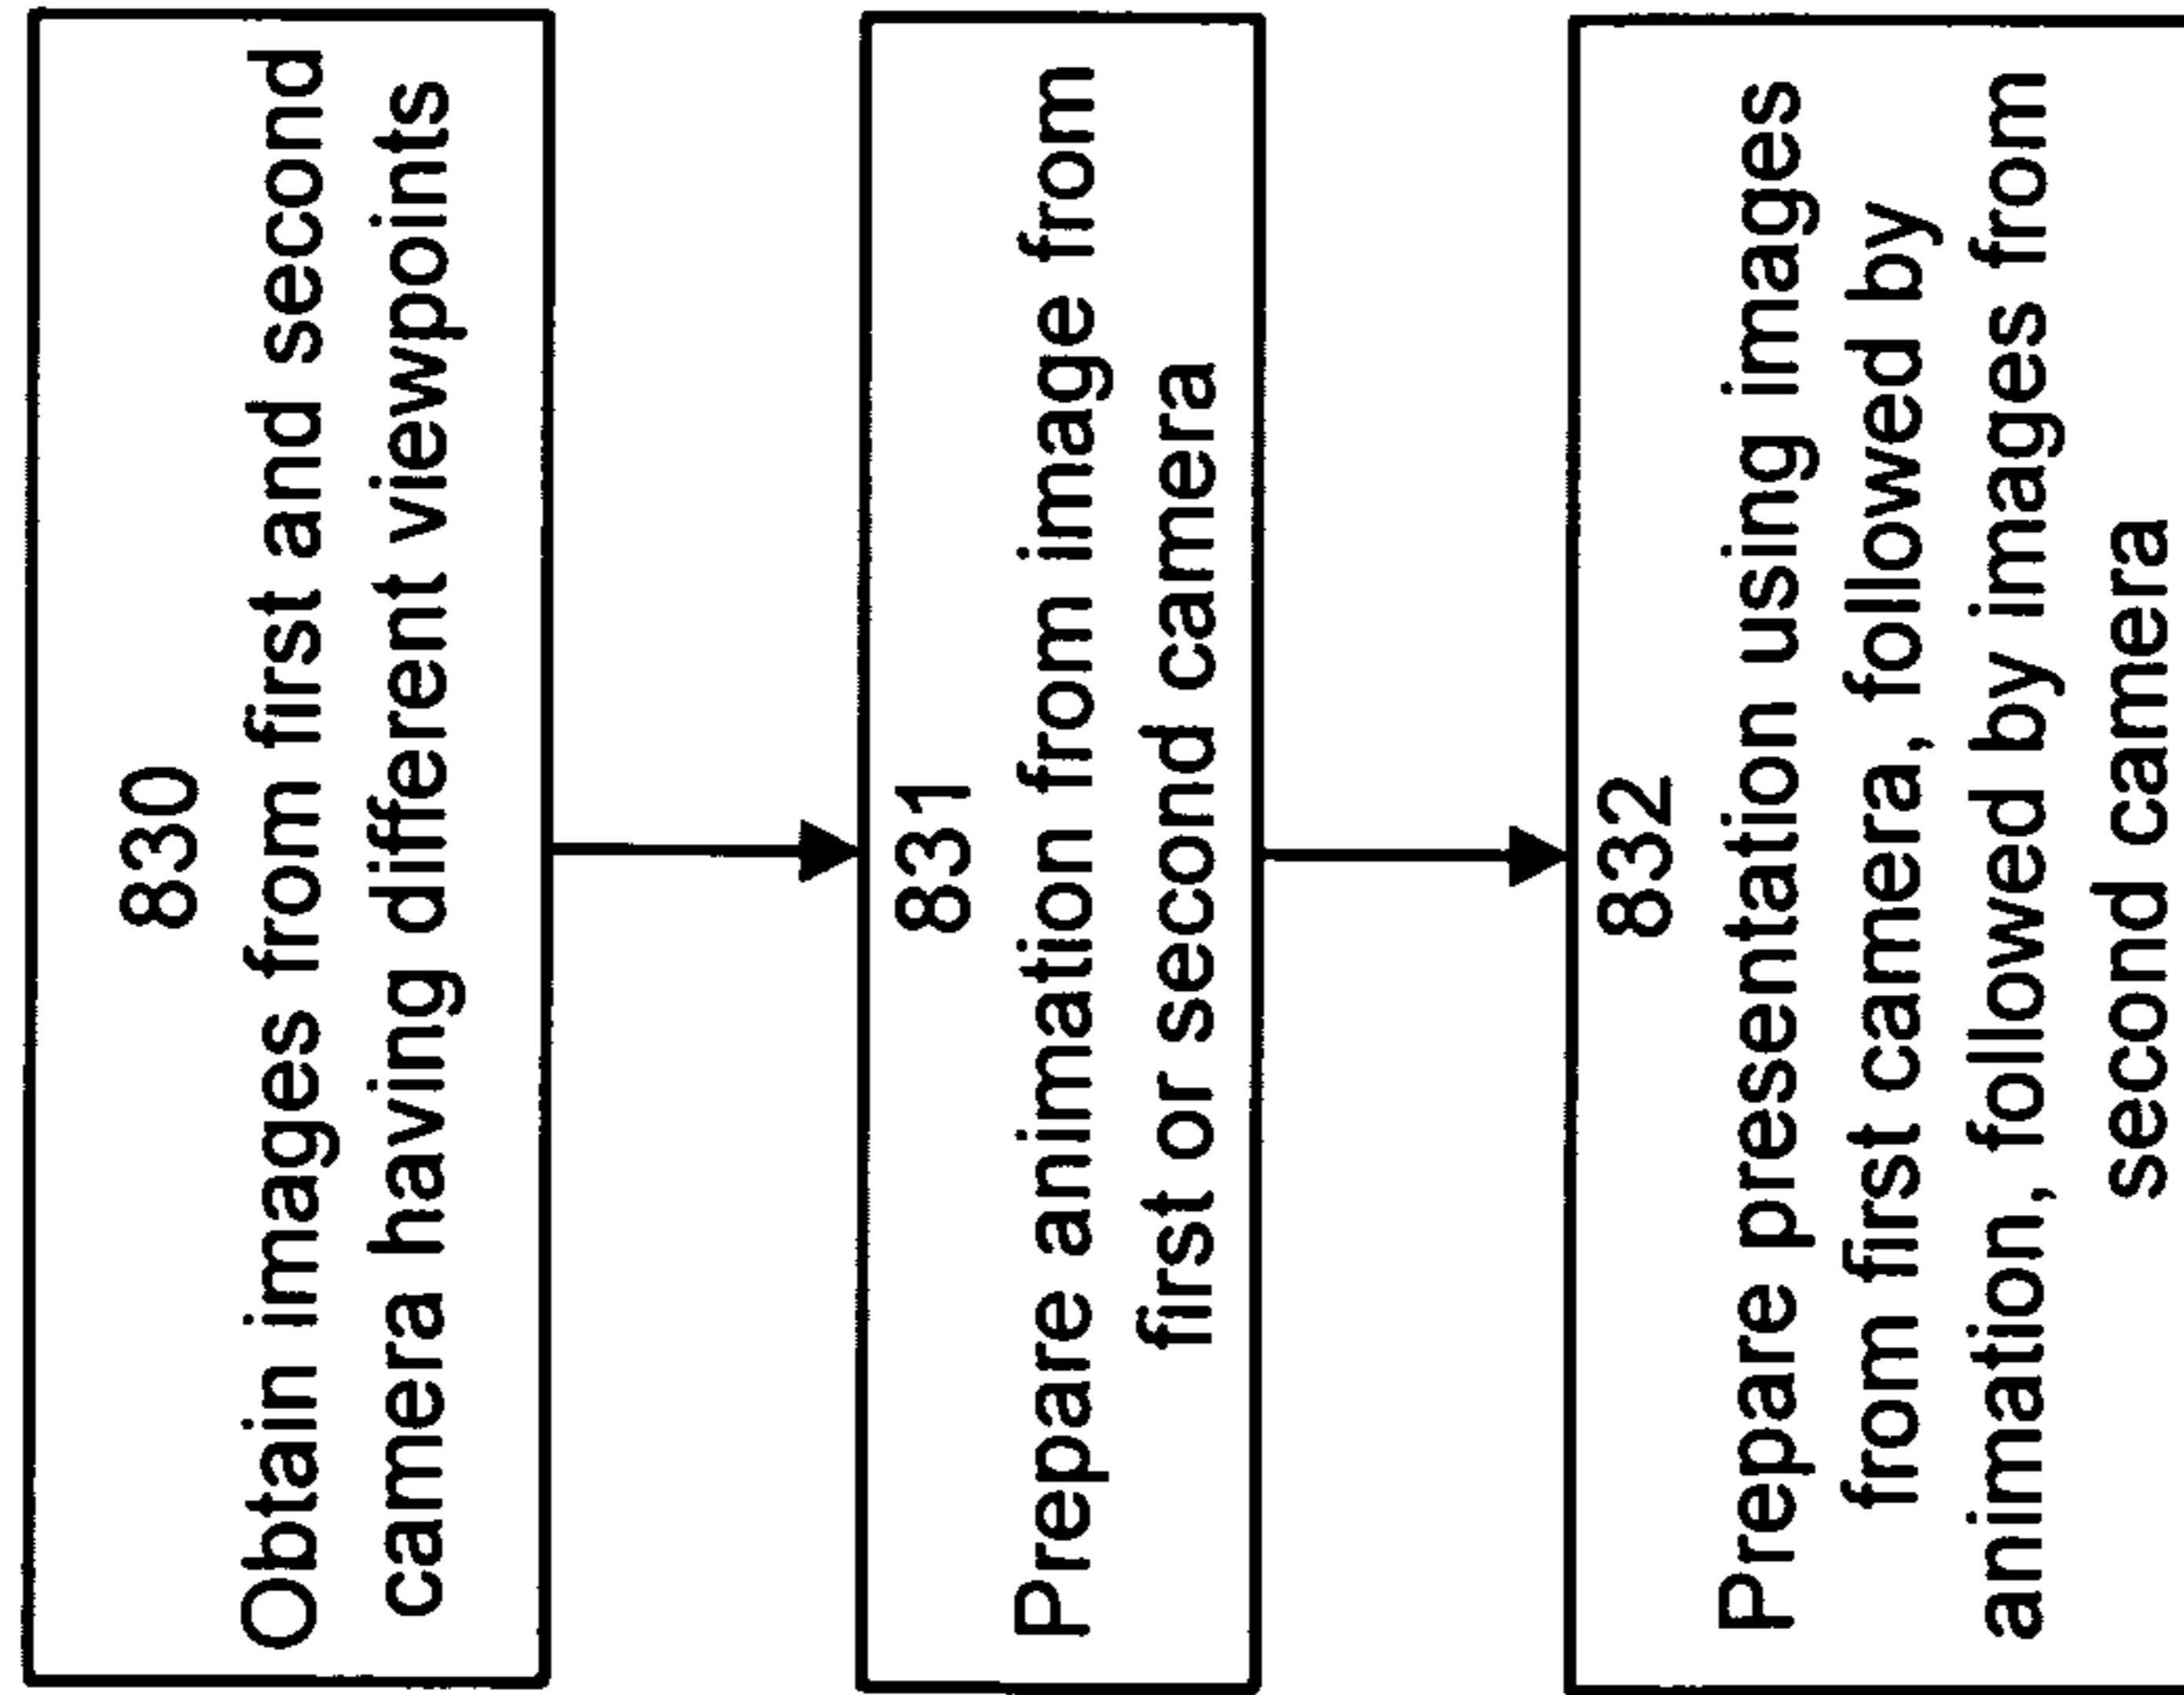 830
Obtain images from first and second
camera having different viewpoints
831
Prepare animation from image from
first or second camera
832
Prepare presentation using images
from first camera, followed by
animation, followed by images from
second camera